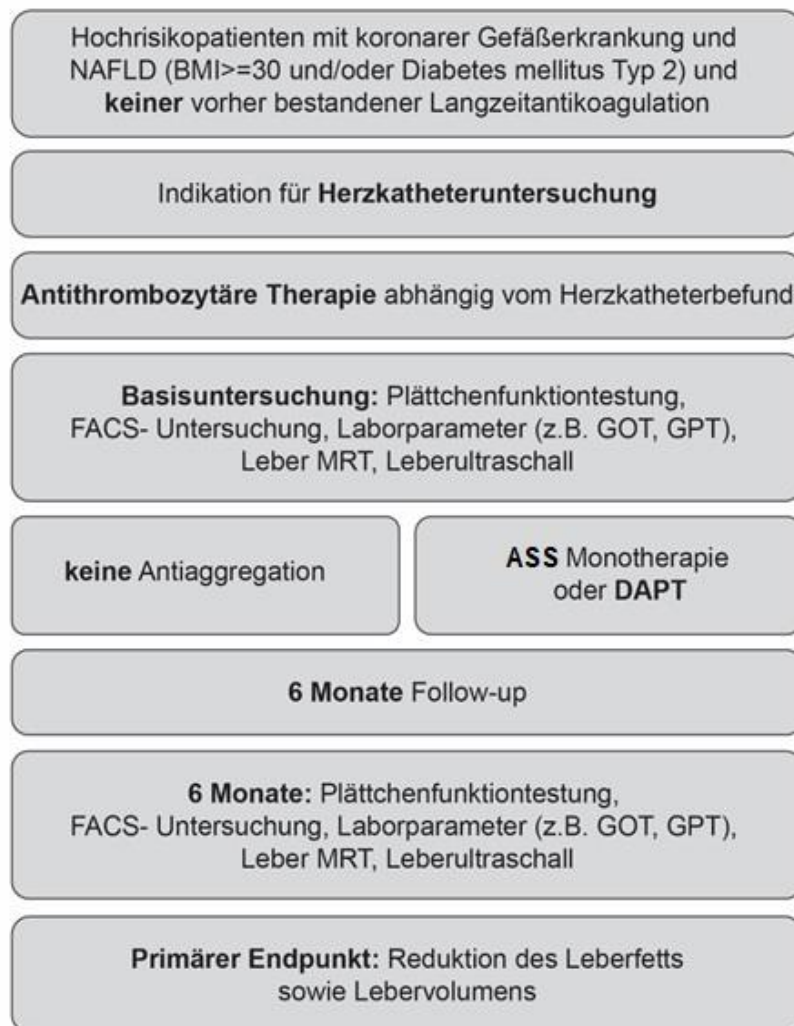 Hochrisikopatienten mit koronarer Gefäßerkrankung und
NAFLD (BMI>=30 und/oder Diabetes mellitus Typ 2) und
keiner vorher bestandener Langzeitantikoagulation
Indikation für Herzkatheteruntersuchung
Antithrombozytäre Therapie abhängig vom Herzkatheterbefund
Basisuntersuchung: Plättchenfunktiontestung,
FACS- Untersuchung, Laborparameter (z.B. GOT, GPT),
Leber MRT, Leberultraschall
keine Antiaggregation
ASS Monotherapie
oder DAPT
6 Monate Follow-up
6 Monate: Plättchenfunktiontestung,
FACS- Untersuchung, Laborparameter (z.B. GOT, GPT),
Leber MRT, Leberultraschall
Primärer Endpunkt: Reduktion des Leberfetts
sowie Lebervolumens